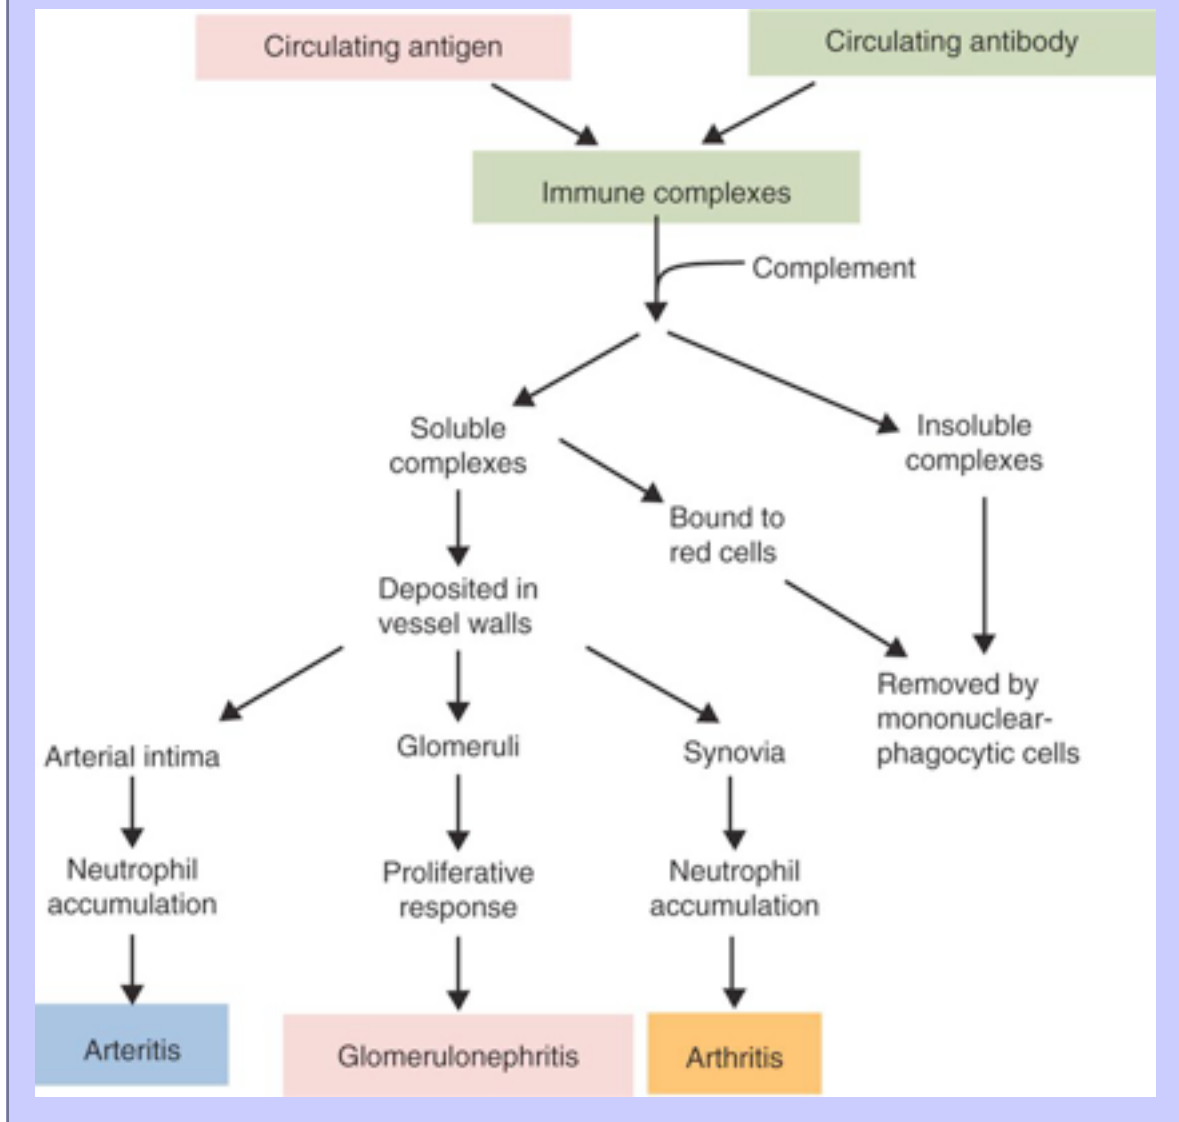 Circulating antigen
Circulating antibody
Immune complexes
Complement
Soluble
complexes
Insoluble
complexes
Bound to
red cells
Deposited in
vessel walls
Removed by
mononuclear-
phagocytic cells
Arterial intima
Glomeruli
Synovia
Neutrophil
accumulation
Proliferative
response
Neutrophil
accumulation
Arteritis
Glomerulonephritis
Arthritis